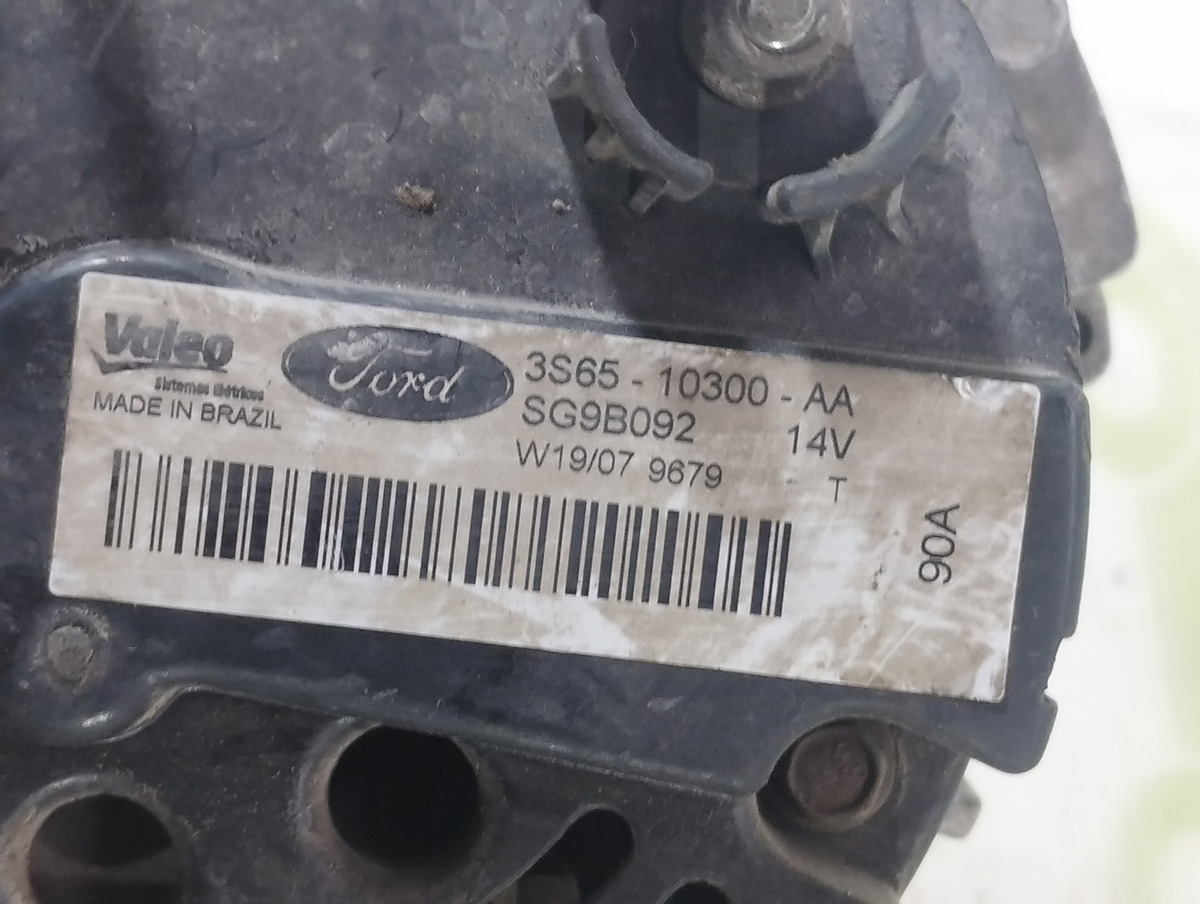 Valeo
Sistemas Elétricos
MADE IN BRAZIL
Ford
3S65 - 10300 - AA
SG9B092 14V
W19/07 9679 T
90A